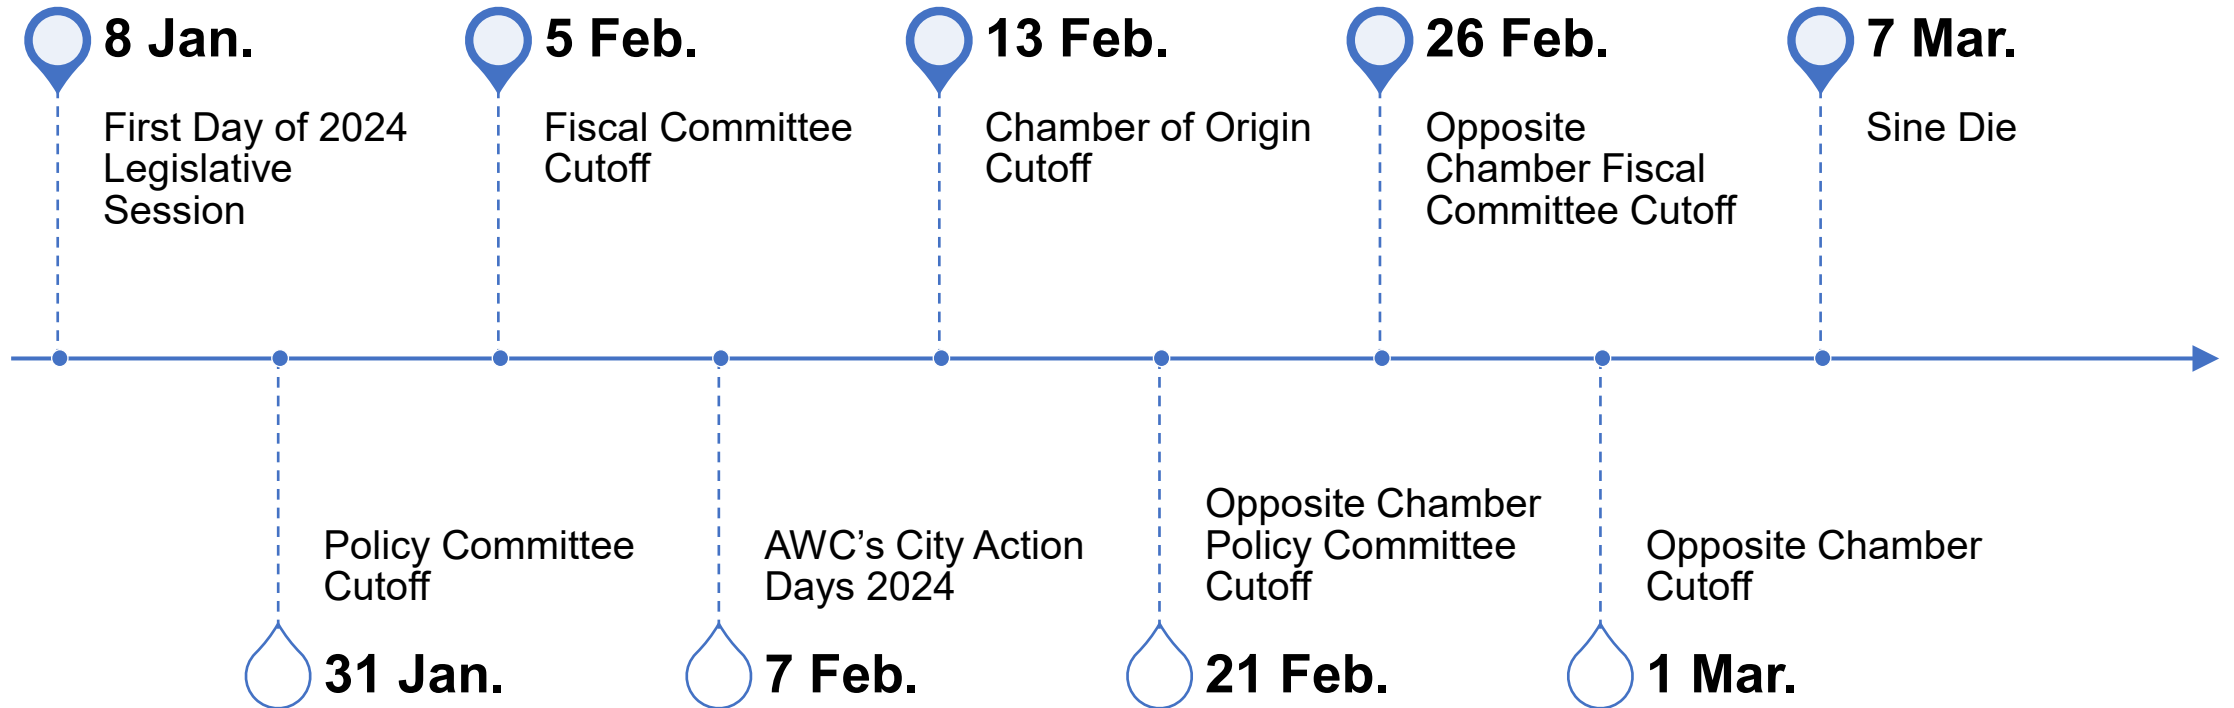 8 Jan.
First Day of 2024
Legislative
Session
31 Jan.
Policy Committee
Cutoff
5 Feb.
Fiscal Committee
Cutoff
7 Feb.
AWC’s City Action
Days 2024
13 Feb.
Chamber of Origin
Cutoff
21 Feb.
Opposite Chamber
Policy Committee
Cutoff
26 Feb.
Opposite
Chamber Fiscal
Committee Cutoff
1 Mar.
Opposite Chamber
Cutoff
7 Mar.
Sine Die